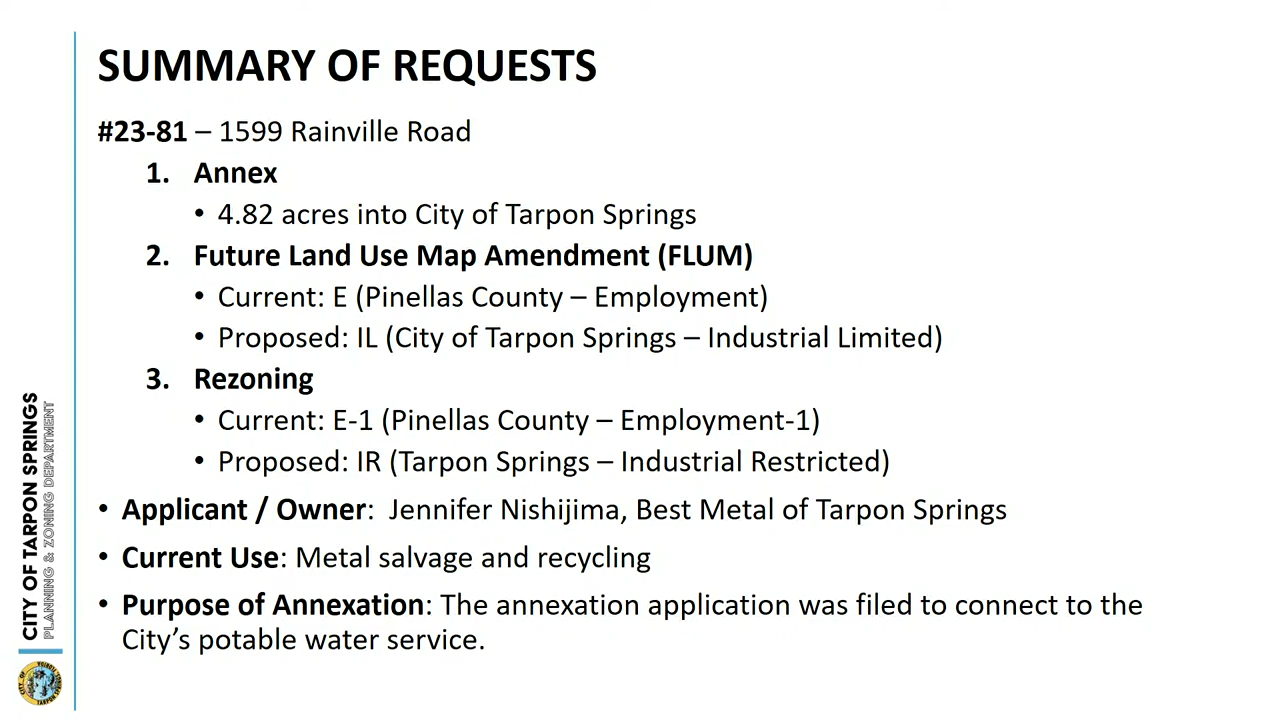 SUMMARY OF REQUESTS
#23-81 – 1599 Rainville Road
1. Annex
• 4.82 acres into City of Tarpon Springs
2. Future Land Use Map Amendment (FLUM)
• Current: E (Pinellas County – Employment)
• Proposed: IL (City of Tarpon Springs – Industrial Limited)
3. Rezoning
• Current: E-1 (Pinellas County – Employment-1)
• Proposed: IR (Tarpon Springs – Industrial Restricted)
• Applicant / Owner: Jennifer Nishijima, Best Metal of Tarpon Springs
• Current Use: Metal salvage and recycling
• Purpose of Annexation: The annexation application was filed to connect to the
City’s potable water service.
CITY OF TARPON SPRINGS
PLANNING & ZONING DEPARTMENT